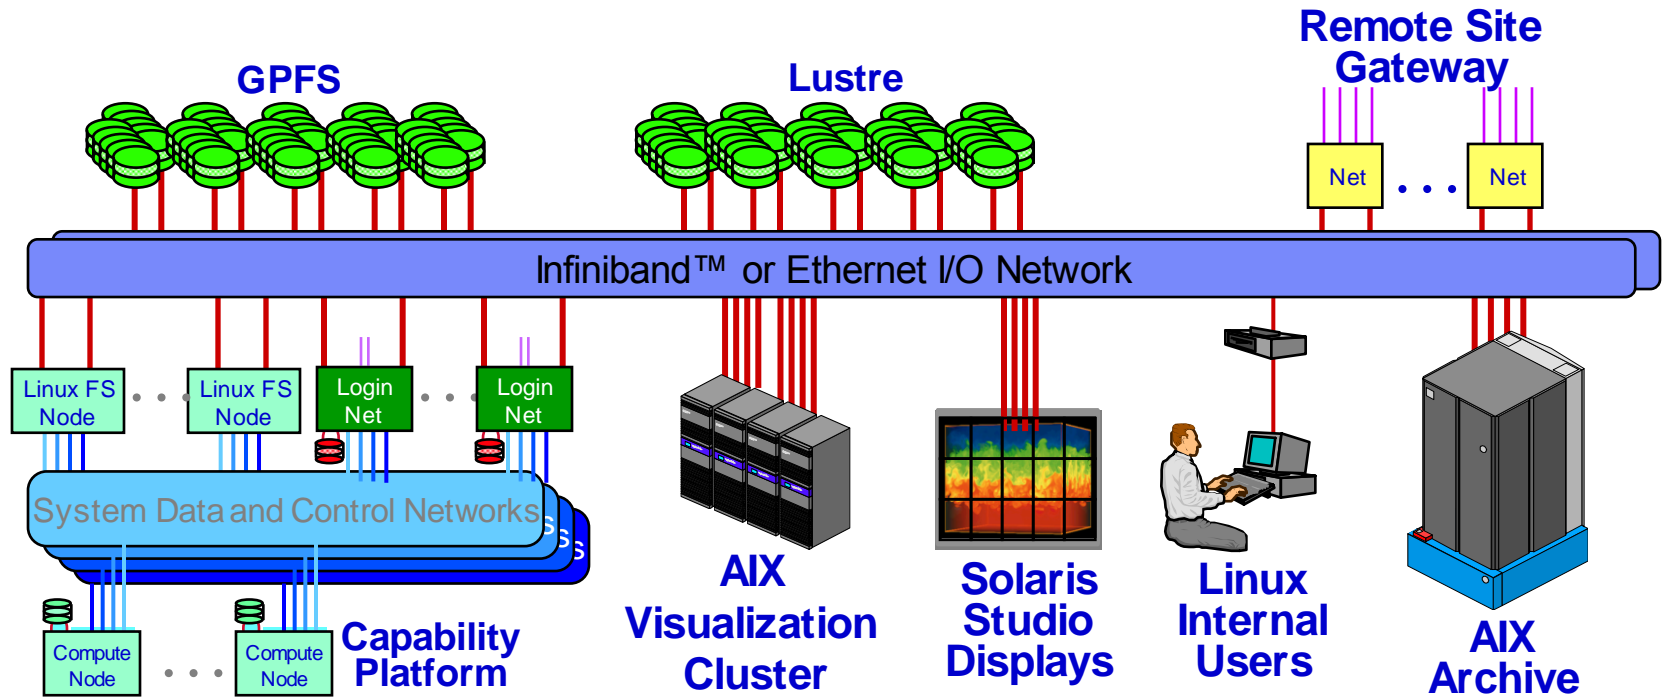 Remote Site
Gateway
GPFS
Lustre
Net
Net
Infiniband™ or Ethernet I/O Network
Linux FS
Node
Linux FS
Node
Login
Net
Login
Net
System Data and Control Networks
s
s
s
Compute
Node
Compute
Node
Capability
Platform
AIX
Visualization
Cluster
Solaris
Studio
Displays
Linux
Internal
Users
AIX
Archive